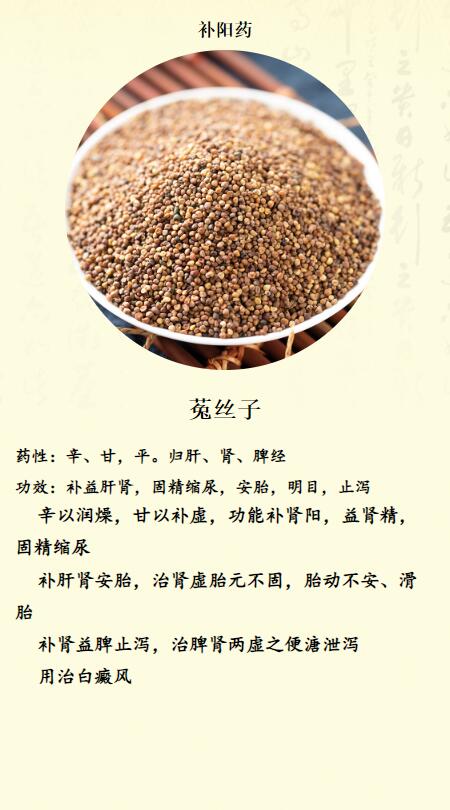 补阳药
菟丝子
药性：辛、甘，平。归肝、肾、脾经
功效：补益肝肾，固精缩尿，安胎，明目，止泻
辛以润燥，甘以补虚，功能补肾阳，益肾精，
固精缩尿
补肝肾安胎，治肾虚胎元不固，胎动不安、滑
胎
补肾益脾止泻，治脾肾两虚之便溏泄泻
用治白癜风